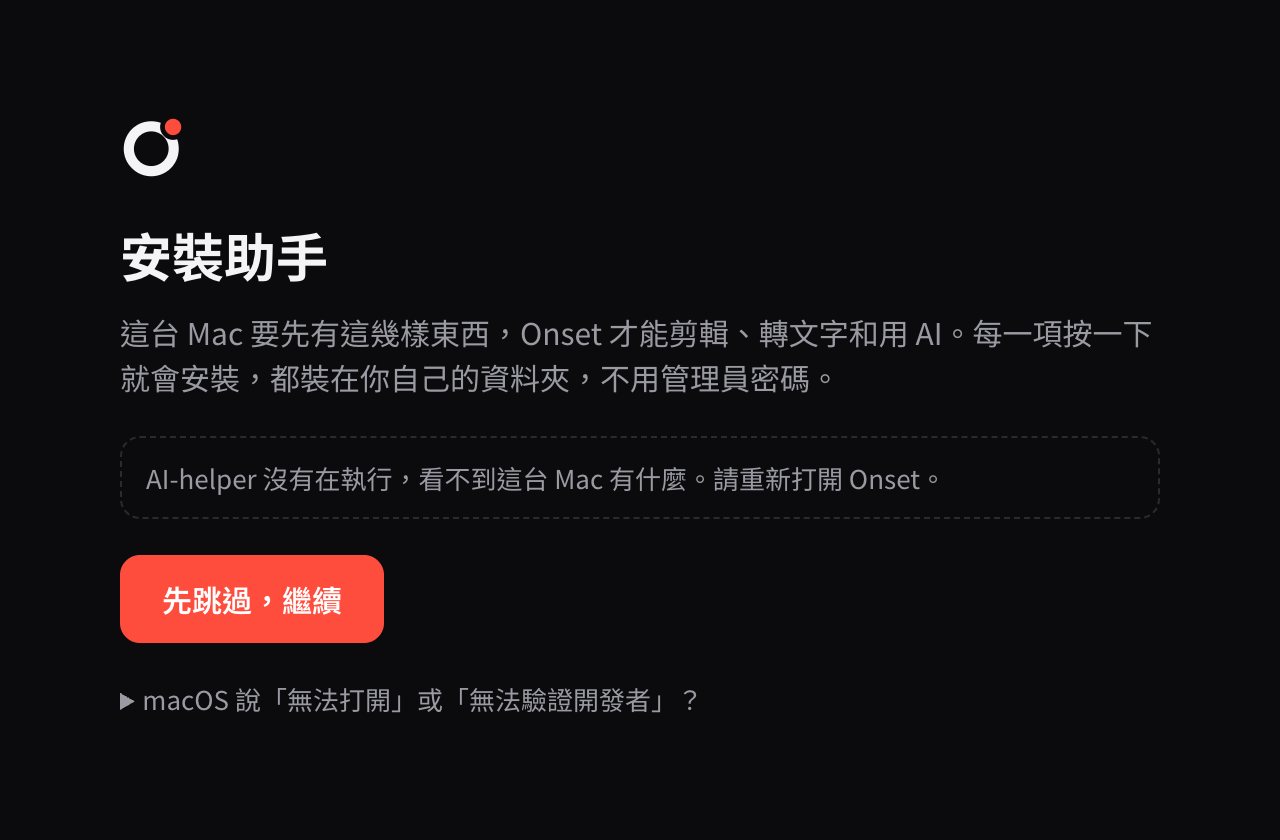 安裝助手
這台 Mac 要先有這幾樣東西，Onset 才能剪輯、轉文字和用 AI。每一項按一下
就會安裝，都裝在你自己的資料夾，不用管理員密碼。
AI-helper 沒有在執行，看不到這台 Mac 有什麼。請重新打開 Onset。
先跳過，繼續
macOS 說「無法打開」或「無法驗證開發者」？